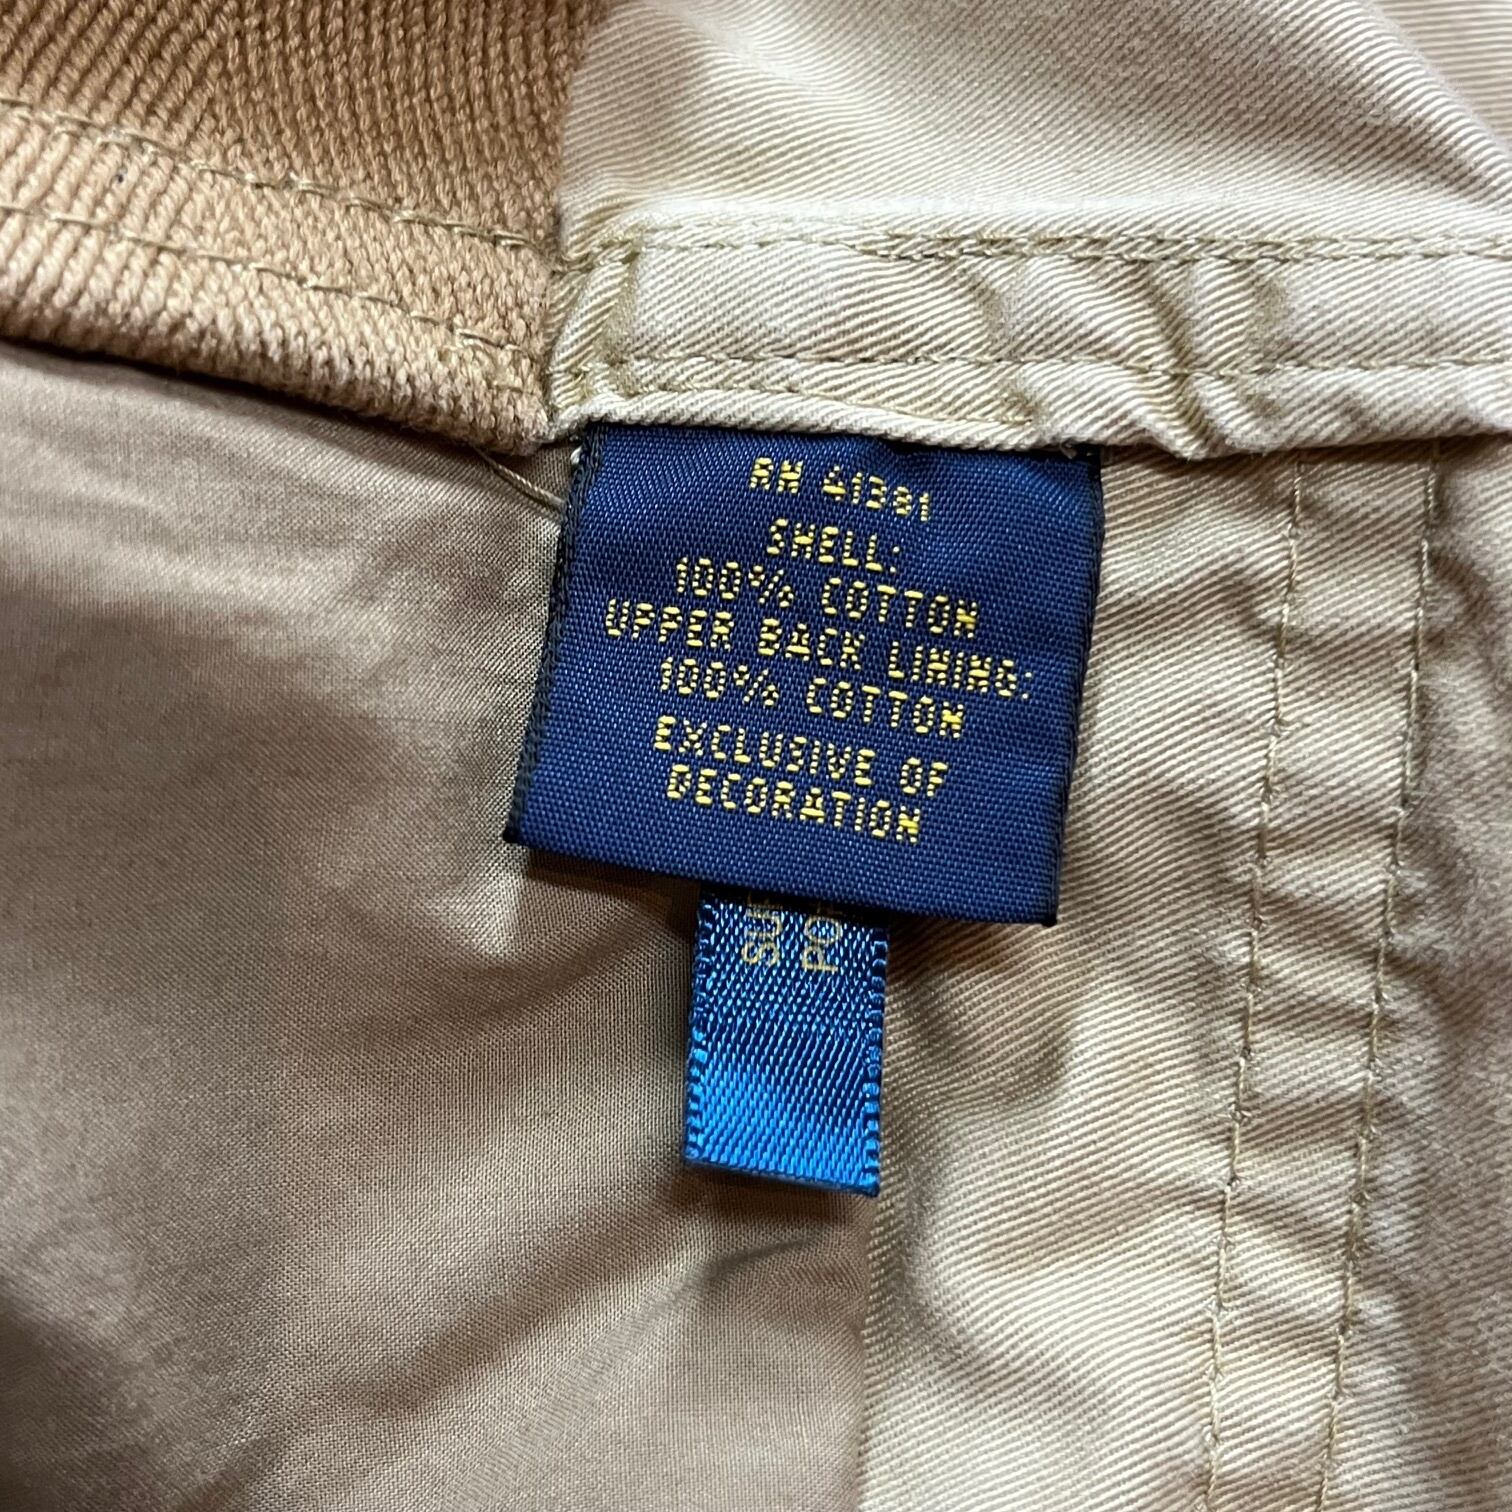 RN 41381
SHELL:
100% COTTON
UPPER BACK LINING:
100% COTTON
EXCLUSIVE OF
DECORATION